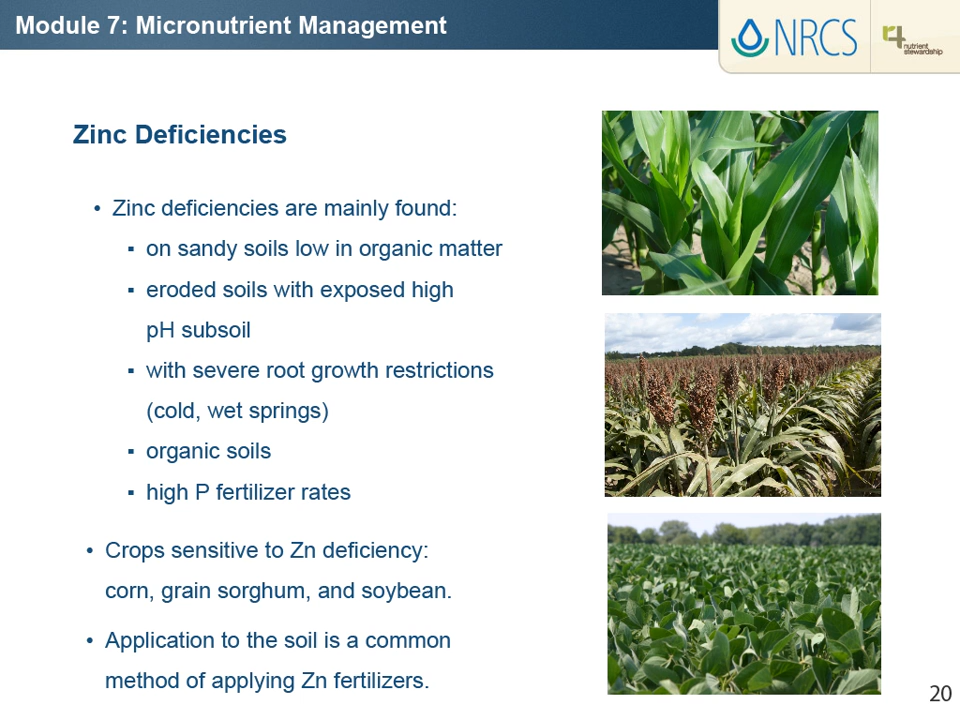 Module 7: Micronutrient Management
NRCS
r4
nutrient
stewardship
Zinc Deficiencies
• Zinc deficiencies are mainly found:
▪ on sandy soils low in organic matter
▪ eroded soils with exposed high
pH subsoil
▪ with severe root growth restrictions
(cold, wet springs)
▪ organic soils
▪ high P fertilizer rates
• Crops sensitive to Zn deficiency:
corn, grain sorghum, and soybean.
• Application to the soil is a common
method of applying Zn fertilizers.
20